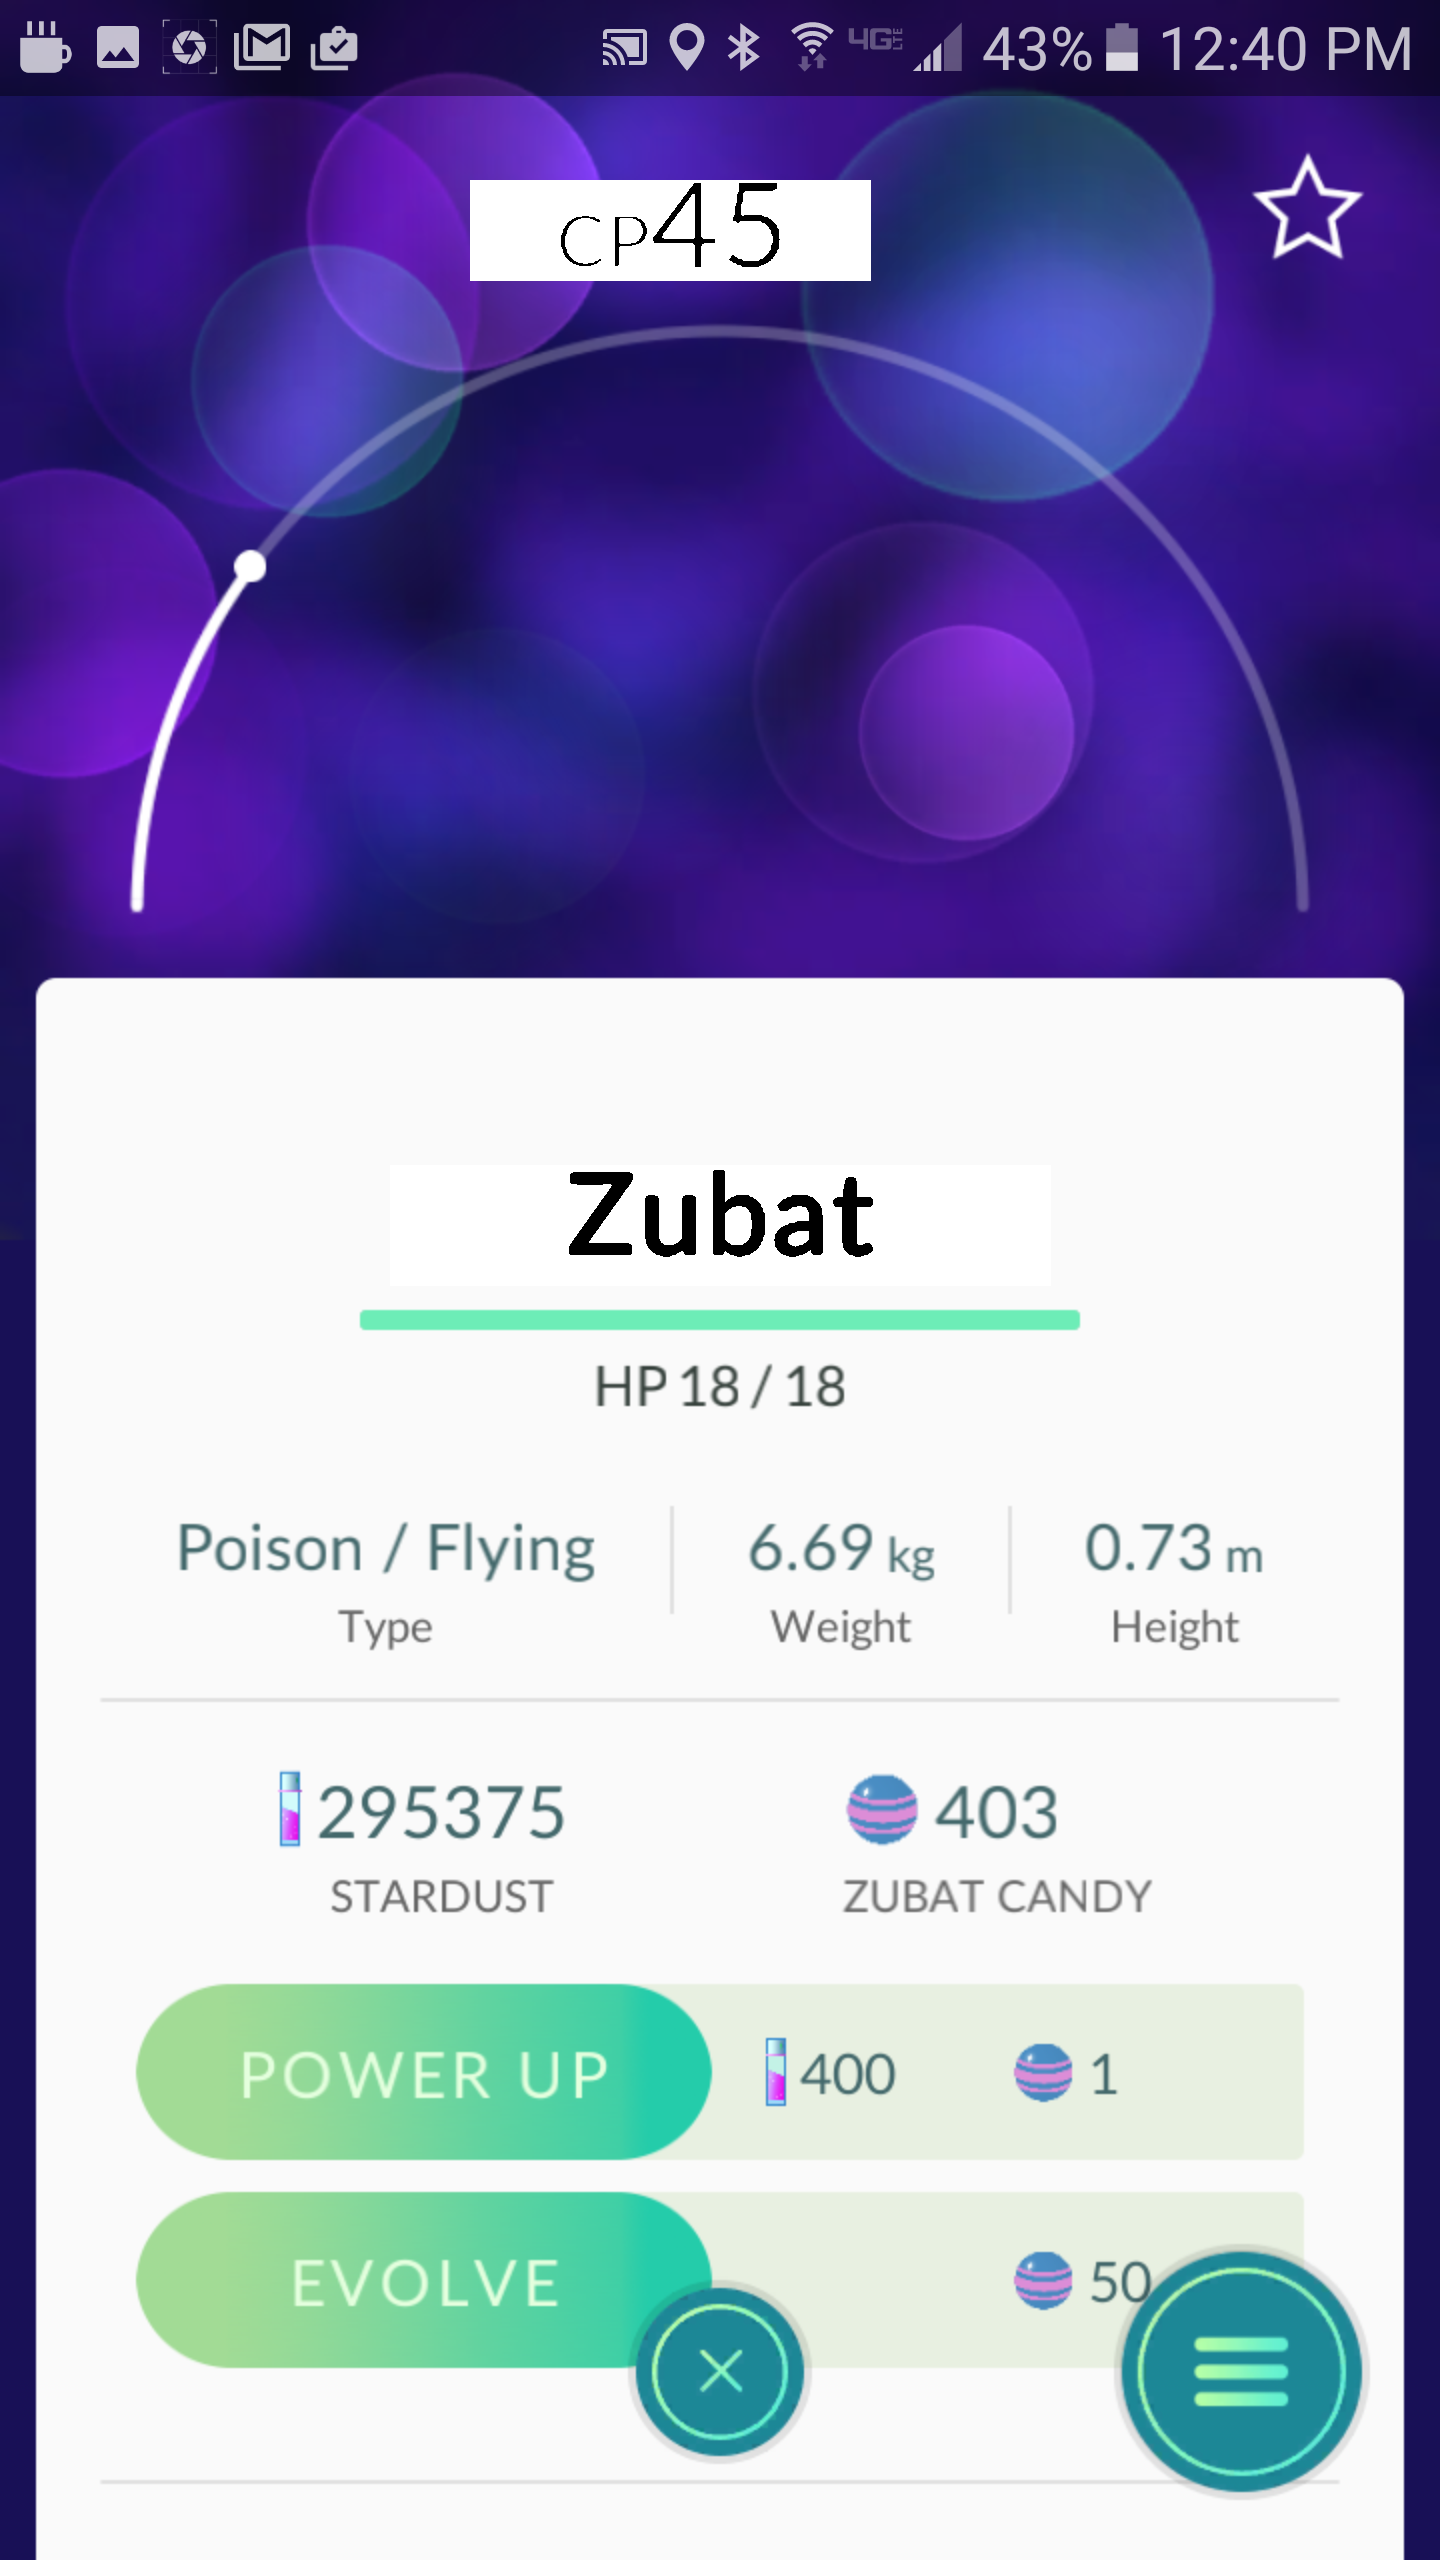 4G LTE 43% 12:40 PM
CP45
Zubat
HP 18 / 18
Poison / Flying 6.69 kg 0.73 m
Type Weight Height
295375 403
STARDUST ZUBAT CANDY
POWER UP 400 1
EVOLVE 50